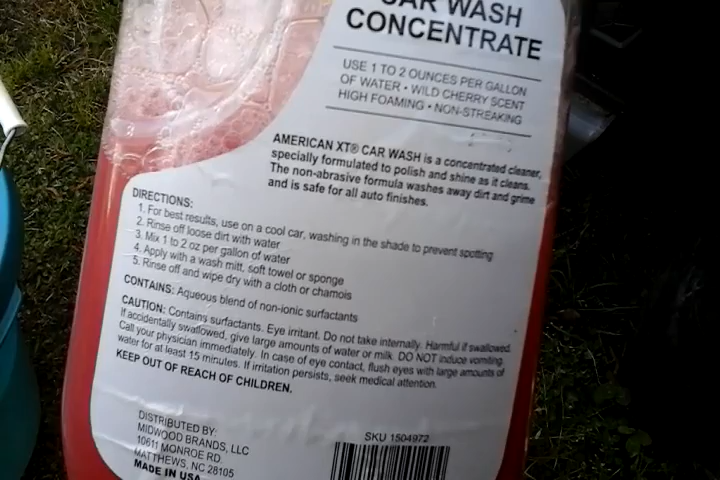 CAR WASH
CONCENTRATE
USE 1 TO 2 OUNCES PER GALLON
OF WATER • WILD CHERRY SCENT
HIGH FOAMING • NON-STREAKING
AMERICAN XT® CAR WASH is a concentrated cleaner,
specially formulated to polish and shine as it cleans.
The non-abrasive formula washes away dirt and grime
and is safe for all auto finishes.
DIRECTIONS:
1. For best results, use on a cool car, washing in the shade to prevent spotting
2. Rinse off loose dirt with water
3. Mix 1 to 2 oz per gallon of water
4. Apply with a wash mitt, soft towel or sponge
5. Rinse off and wipe dry with a cloth or chamois
CONTAINS: Aqueous blend of non-ionic surfactants
CAUTION: Contains surfactants. Eye irritant. Do not take internally. Harmful if swallowed.
If accidentally swallowed, give large amounts of water or milk. DO NOT induce vomiting.
Call your physician immediately. In case of eye contact, flush eyes with large amounts of
water for at least 15 minutes. If irritation persists, seek medical attention.
KEEP OUT OF REACH OF CHILDREN.
DISTRIBUTED BY:
MIDWOOD BRANDS, LLC
10611 MONROE RD.
MATTHEWS, NC 28105
MADE IN USA
SKU 1504972